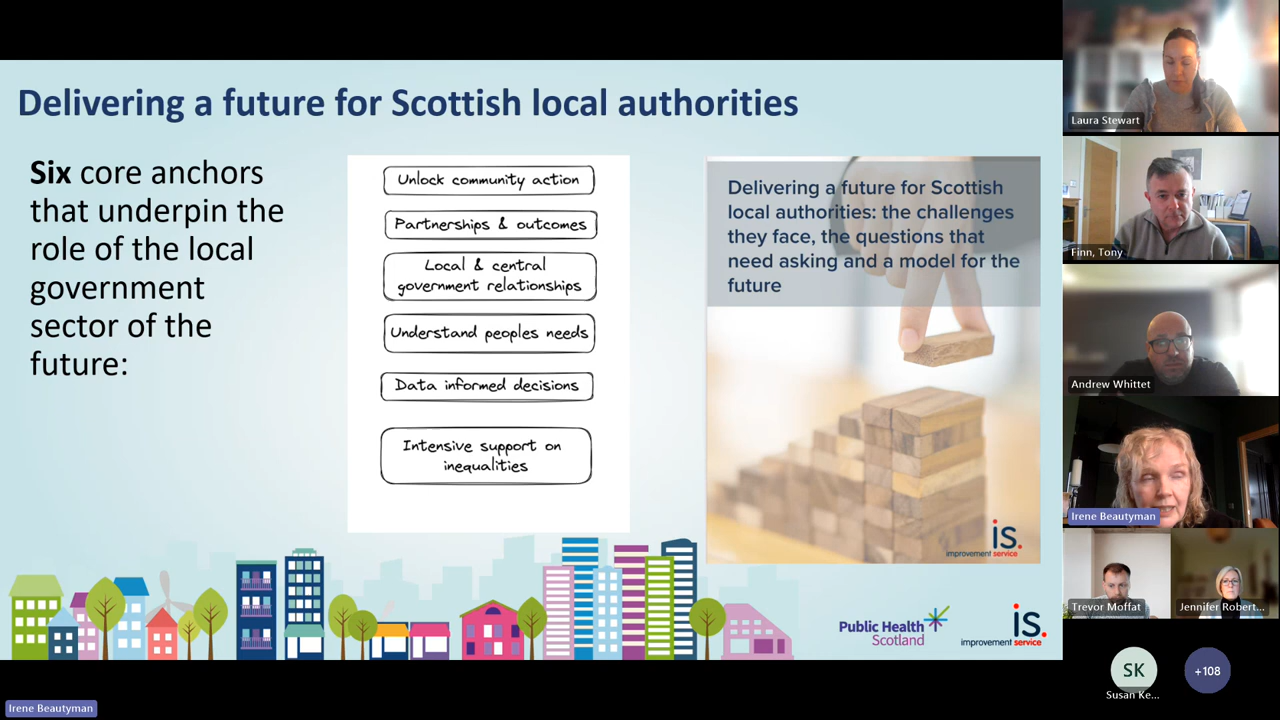 Delivering a future for Scottish local authorities
Six core anchors
that underpin the
role of the local
government
sector of the
future:
Unlock community action
Partnerships & outcomes
Local & central
government relationships
Understand peoples needs
Data informed decisions
Intensive support on
inequalities
Delivering a future for Scottish
local authorities: the challenges
they face, the questions that
need asking and a model for the
future
is.
improvement service
Public Health
Scotland
is.
improvement service
Laura Stewart
Finn, Tony
Andrew Whittet
Irene Beautyman
Trevor Moffat
Jennifer Robert...
SK
Susan Ke...
+108
Irene Beautyman